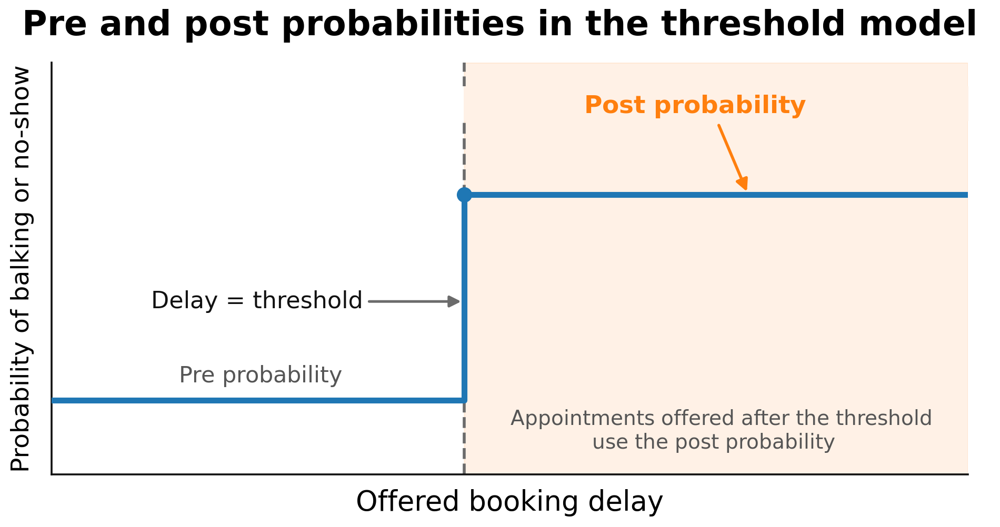 Pre and post probabilities in the threshold model
Probability of balking or no-show
Post probability
Delay = threshold
Pre probability
Appointments offered after the threshold
use the post probability
Offered booking delay